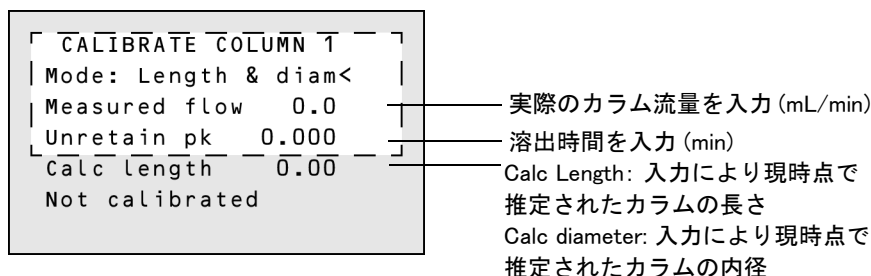 CALIBRATE COLUMN 1
Mode: Length & diam<
Measured flow 0.0
Unretain pk 0.000
Calc length 0.00
Not calibrated
実際のカラム流量を入力 (mL/min)
溶出時間を入力 (min)
Calc Length: 入力により現時点で
推定されたカラムの長さ
Calc diameter: 入力により現時点で
推定されたカラムの内径